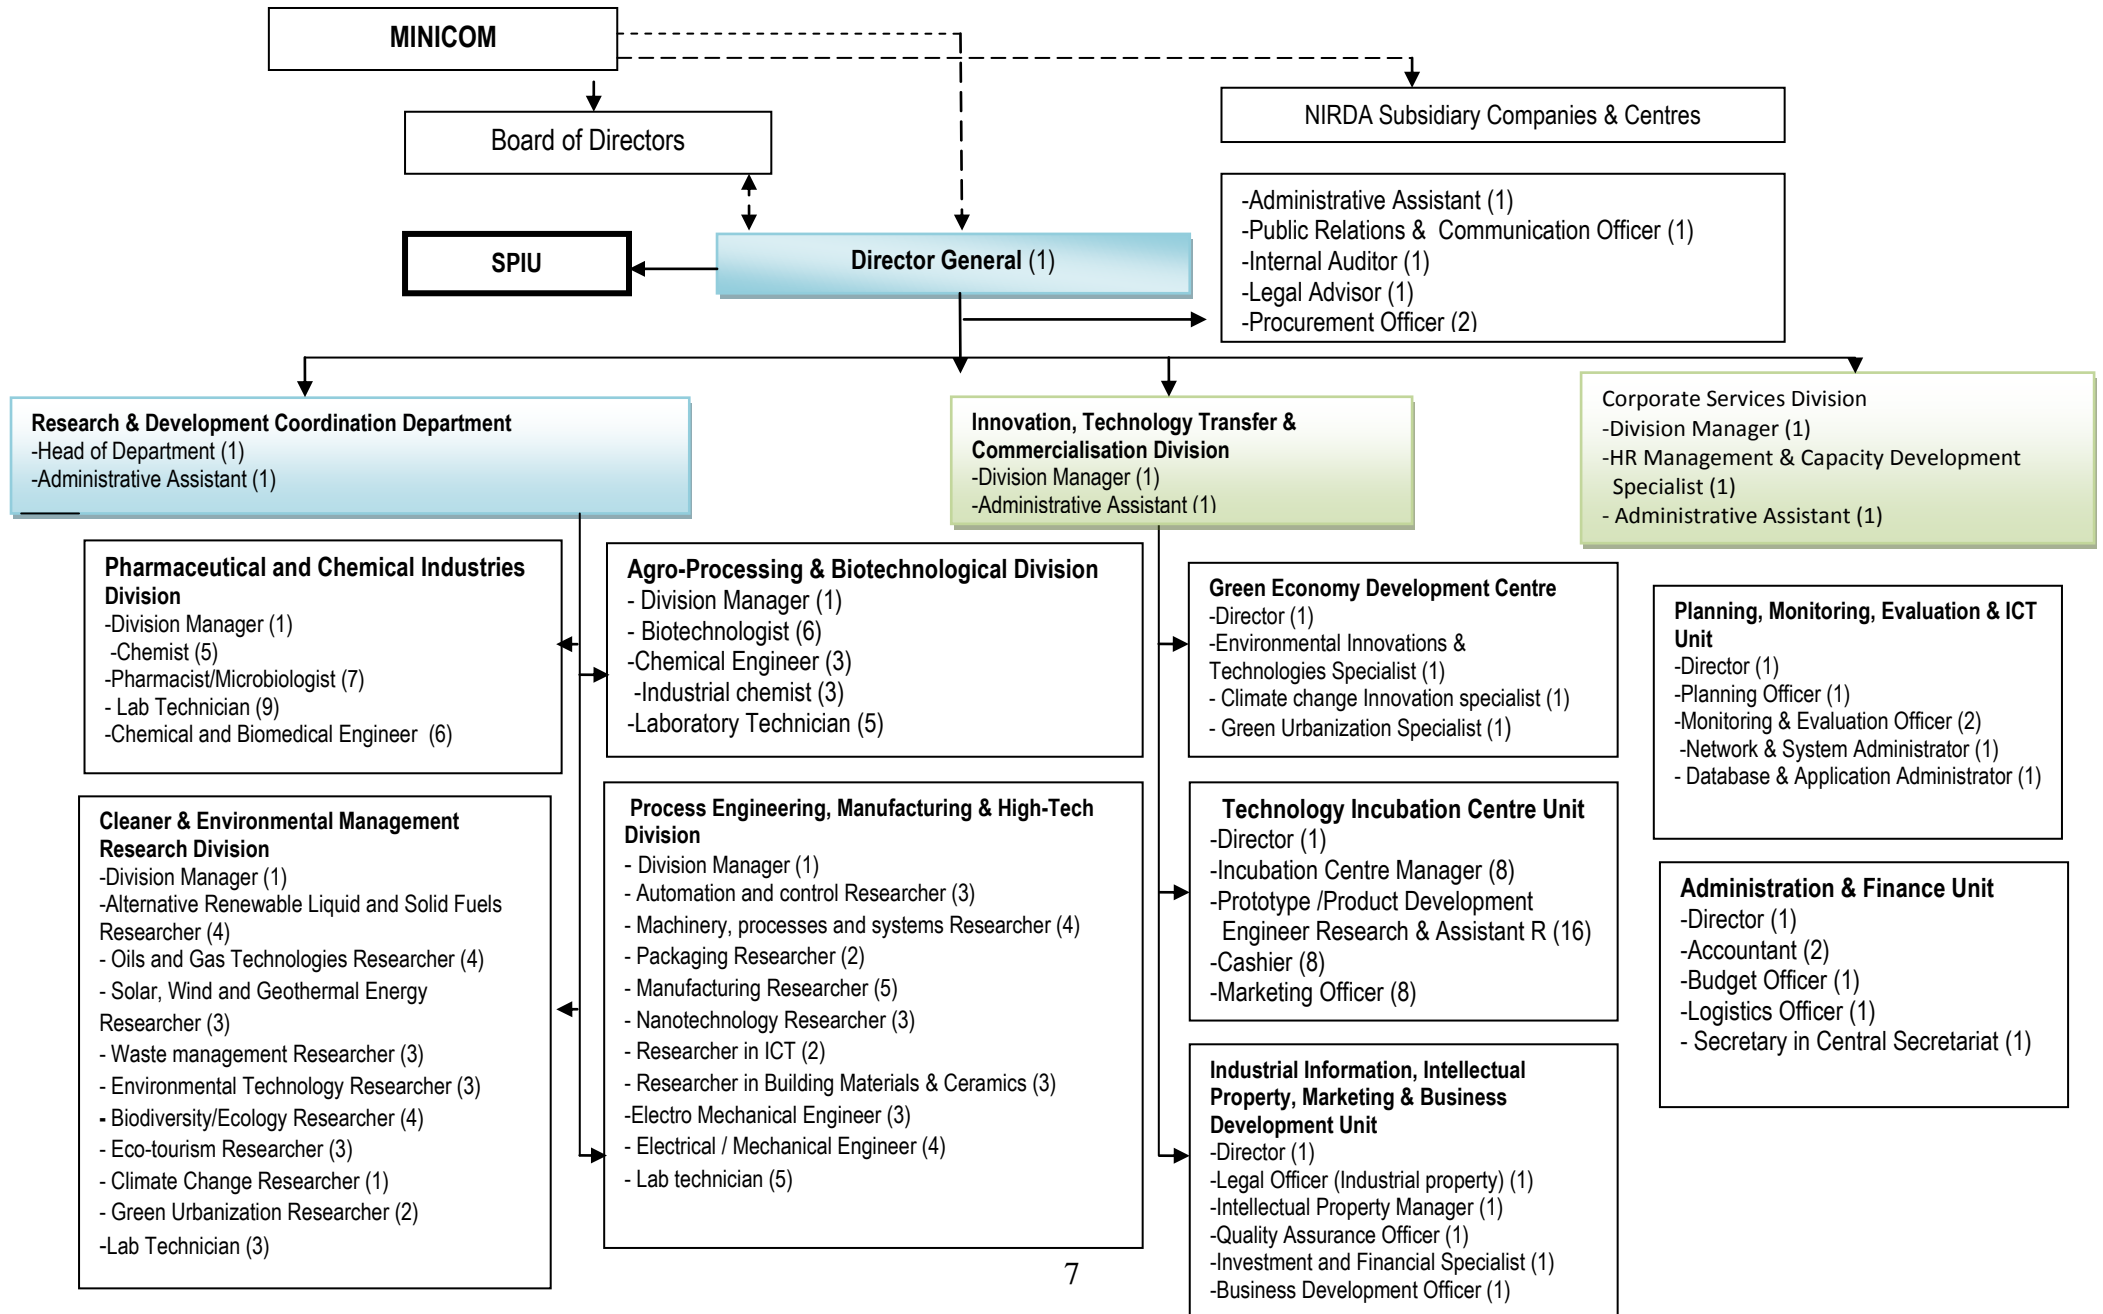 MINICOM
Board of Directors
NIRDA Subsidiary Companies & Centres
-Administrative Assistant (1)
-Public Relations & Communication Officer (1)
-Internal Auditor (1)
-Legal Advisor (1)
-Procurement Officer (2)
SPIU
Director General (1)
Research & Development Coordination Department
-Head of Department (1)
-Administrative Assistant (1)
Innovation, Technology Transfer &
Commercialisation Division
-Division Manager (1)
-Administrative Assistant (1)
Corporate Services Division
-Division Manager (1)
-HR Management & Capacity Development
Specialist (1)
- Administrative Assistant (1)
Pharmaceutical and Chemical Industries
Division
-Division Manager (1)
-Chemist (5)
-Pharmacist/Microbiologist (7)
- Lab Technician (9)
-Chemical and Biomedical Engineer (6)
Agro-Processing & Biotechnological Division
- Division Manager (1)
- Biotechnologist (6)
-Chemical Engineer (3)
-Industrial chemist (3)
-Laboratory Technician (5)
Green Economy Development Centre
-Director (1)
-Environmental Innovations &
Technologies Specialist (1)
- Climate change Innovation specialist (1)
- Green Urbanization Specialist (1)
Planning, Monitoring, Evaluation & ICT
Unit
-Director (1)
-Planning Officer (1)
-Monitoring & Evaluation Officer (2)
-Network & System Administrator (1)
- Database & Application Administrator (1)
Cleaner & Environmental Management
Research Division
-Division Manager (1)
-Alternative Renewable Liquid and Solid Fuels
Researcher (4)
- Oils and Gas Technologies Researcher (4)
- Solar, Wind and Geothermal Energy
Researcher (3)
- Waste management Researcher (3)
- Environmental Technology Researcher (3)
- Biodiversity/Ecology Researcher (4)
- Eco-tourism Researcher (3)
- Climate Change Researcher (1)
- Green Urbanization Researcher (2)
-Lab Technician (3)
Process Engineering, Manufacturing & High-Tech
Division
- Division Manager (1)
- Automation and control Researcher (3)
- Machinery, processes and systems Researcher (4)
- Packaging Researcher (2)
- Manufacturing Researcher (5)
- Nanotechnology Researcher (3)
- Researcher in ICT (2)
- Researcher in Building Materials & Ceramics (3)
-Electro Mechanical Engineer (3)
- Electrical / Mechanical Engineer (4)
- Lab technician (5)
Technology Incubation Centre Unit
-Director (1)
-Incubation Centre Manager (8)
-Prototype /Product Development
Engineer Research & Assistant R (16)
-Cashier (8)
-Marketing Officer (8)
Administration & Finance Unit
-Director (1)
-Accountant (2)
-Budget Officer (1)
-Logistics Officer (1)
- Secretary in Central Secretariat (1)
Industrial Information, Intellectual
Property, Marketing & Business
Development Unit
-Director (1)
-Legal Officer (Industrial property) (1)
-Intellectual Property Manager (1)
-Quality Assurance Officer (1)
-Investment and Financial Specialist (1)
-Business Development Officer (1)
7